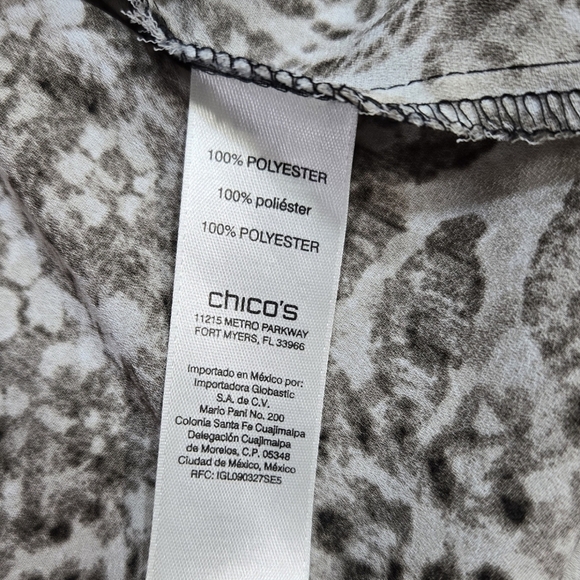 100% POLYESTER
100% poliéster
100% POLYESTER
chico's
11215 METRO PARKWAY
FORT MYERS, FL 33966
Importado en México por:
Importadora Globastic
S.A. de C.V.
Mario Pani No. 200
Colonia Santa Fe Cuajimalpa
Delegación Cuajimalpa
de Morelos, C.P. 05348
Ciudad de México, México
RFC: IGL090327SE5